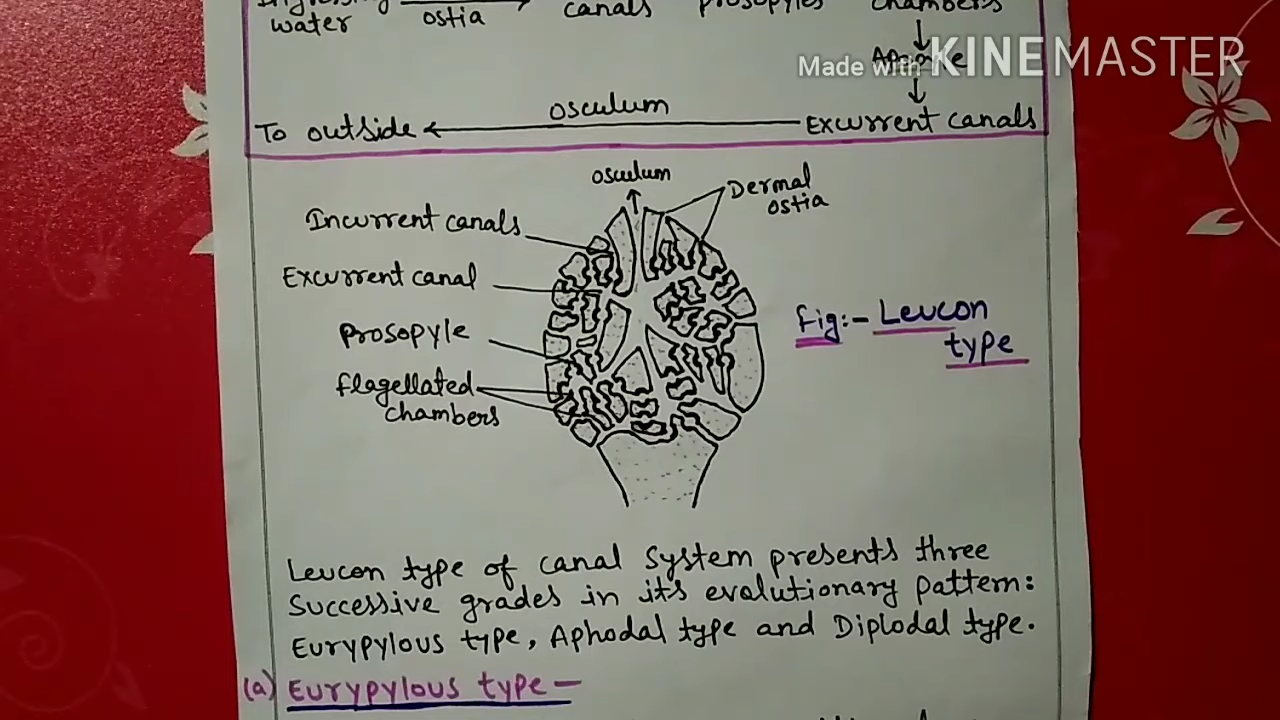 water ostia canals prosopyles chambers
Made with KINEMASTER
osculum
To outside Excurrent canals
osculum
Dermal
ostia
Incurrent canals
Excurrent canal
Prosopyle
flagellated
chambers
Fig:- Leucon
type
Leucon type of canal system presents three
Successive grades in its evolutionary pattern:
Eurypylous type, Aphodal type and Diplodal type.
(a) Eurypylous type -